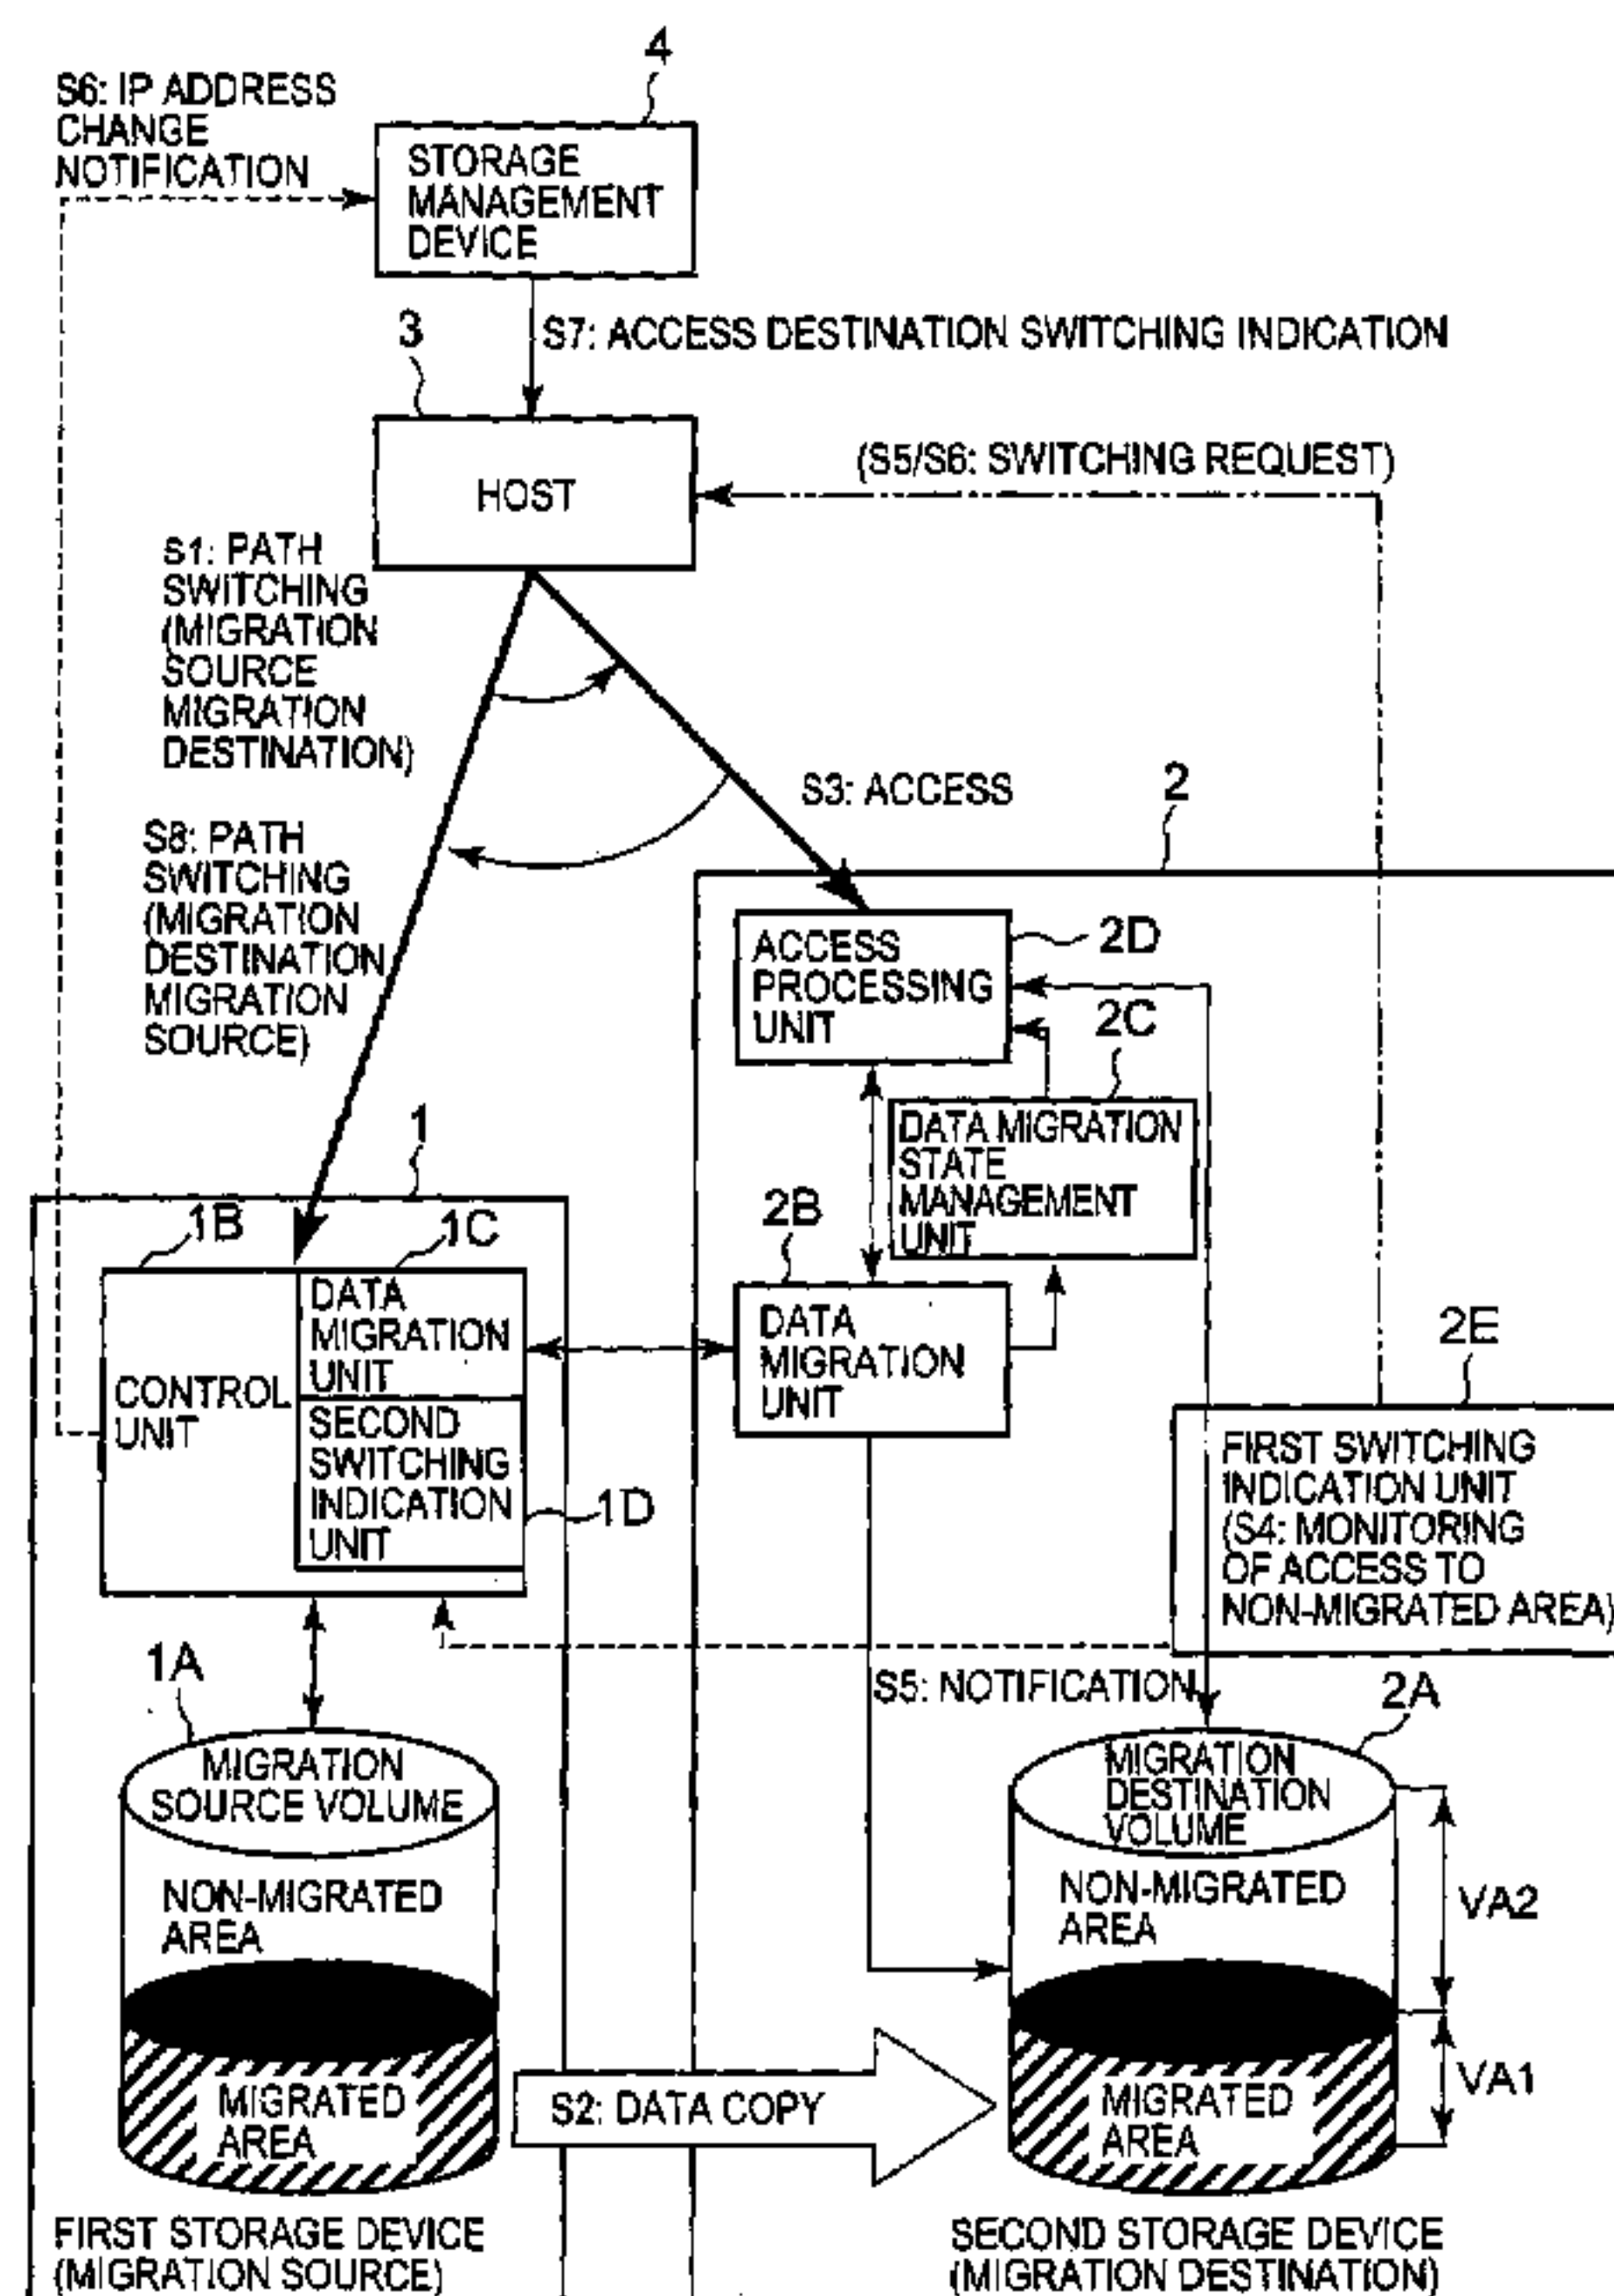 4
S6: IP ADDRESS
CHANGE
NOTIFICATION
STORAGE
MANAGEMENT
DEVICE
3
S7: ACCESS DESTINATION SWITCHING INDICATION
HOST
(S5/S6: SWITCHING REQUEST)
S1: PATH
SWITCHING
(MIGRATION
SOURCE
MIGRATION
DESTINATION)
S3: ACCESS
2
S8: PATH
SWITCHING
(MIGRATION
DESTINATION
MIGRATION
SOURCE)
ACCESS
PROCESSING
UNIT
2D
2C
DATA MIGRATION
STATE
MANAGEMENT
UNIT
1
1B
1C
2B
DATA
MIGRATION
UNIT
CONTROL
UNIT
SECOND
SWITCHING
INDICATION
UNIT
1D
DATA
MIGRATION
UNIT
2E
FIRST SWITCHING
INDICATION UNIT
(S4: MONITORING
OF ACCESS TO
NON-MIGRATED AREA)
1A
S5: NOTIFICATION
2A
MIGRATION
SOURCE VOLUME
MIGRATION
DESTINATION
VOLUME
NON-MIGRATED
AREA
NON-MIGRATED
AREA
VA2
MIGRATED
AREA
S2: DATA COPY
MIGRATED
AREA
VA1
FIRST STORAGE DEVICE
(MIGRATION SOURCE)
SECOND STORAGE DEVICE
(MIGRATION DESTINATION)